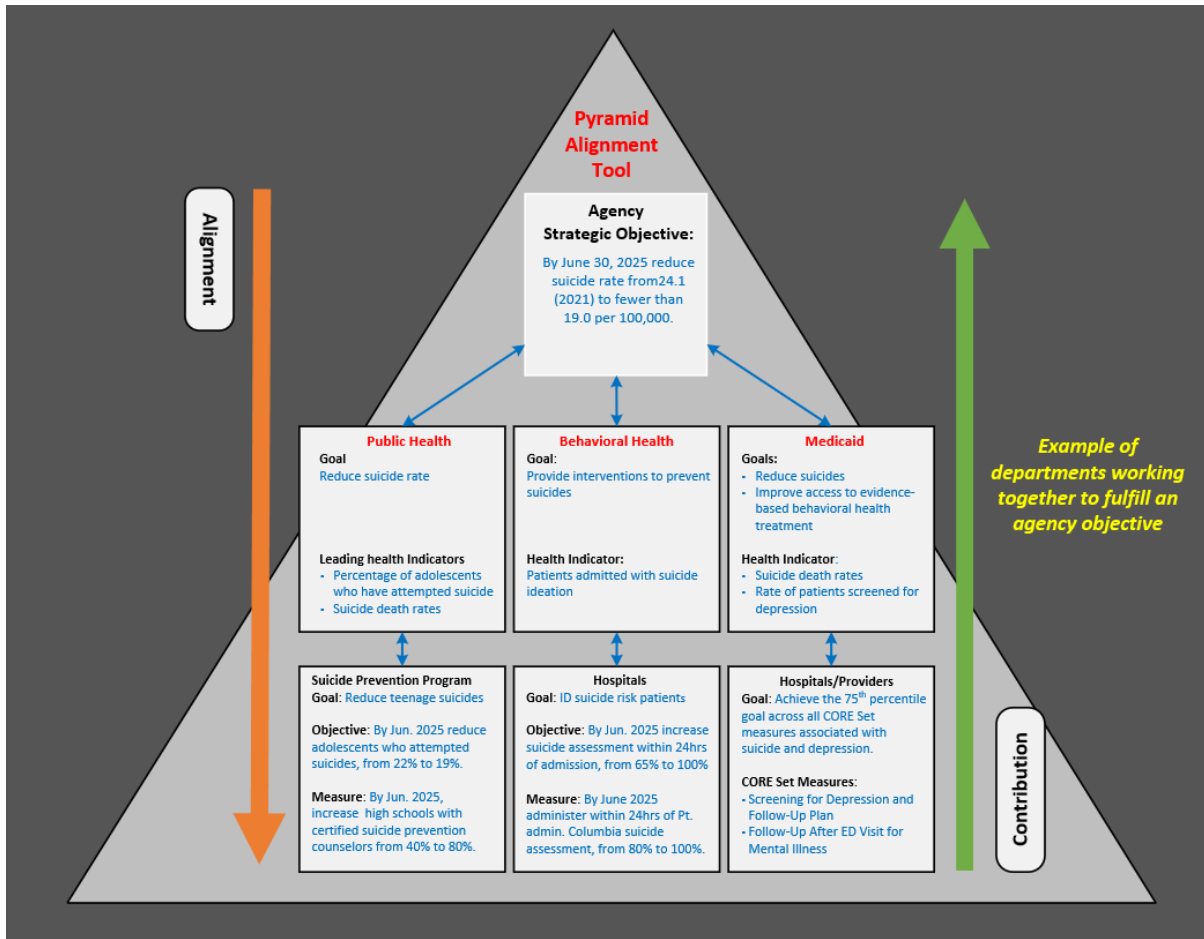 Pyramid
Alignment
Tool
Agency
Strategic Objective:
By June 30, 2025 reduce
suicide rate from24.1
(2021) to fewer than
19.0 per 100,000.
Alignment
Public Health
Goal
Reduce suicide rate
Leading health Indicators
- Percentage of adolescents
who have attempted suicide
- Suicide death rates
Behavioral Health
Goal:
Provide interventions to prevent
suicides
Health Indicator:
Patients admitted with suicide
ideation
Medicaid
Goals:
- Reduce suicides
- Improve access to evidence-
based behavioral health
treatment
Health Indicator:
- Suicide death rates
- Rate of patients screened for
depression
Example of
departments working
together to fulfill an
agency objective
Suicide Prevention Program
Goal: Reduce teenage suicides
Objective: By Jun. 2025 reduce
adolescents who attempted
suicides, from 22% to 19%.
Measure: By Jun. 2025,
increase high schools with
certified suicide prevention
counselors from 40% to 80%.
Hospitals
Goal: ID suicide risk patients
Objective: By Jun. 2025 increase
suicide assessment within 24hrs
of admission, from 65% to 100%
Measure: By June 2025
administer within 24hrs of Pt.
admin. Columbia suicide
assessment, from 80% to 100%.
Hospitals/Providers
Goal: Achieve the 75th percentile
goal across all CORE Set
measures associated with
suicide and depression.
CORE Set Measures:
- Screening for Depression and
Follow-Up Plan
- Follow-Up After ED Visit for
Mental Illness
Contribution